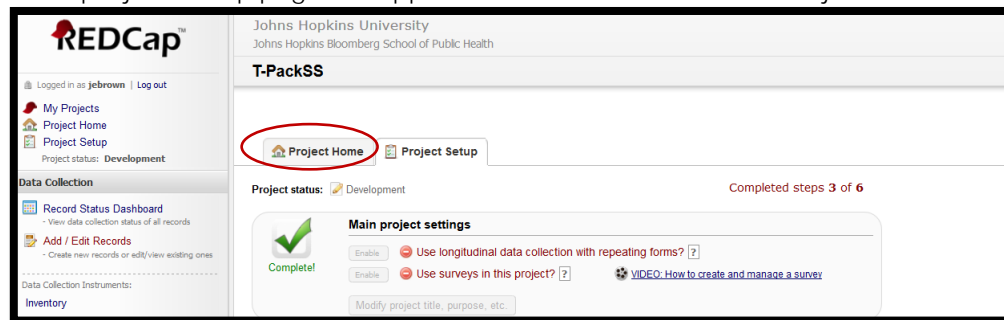 REDCap™
Logged in as jebrown | Log out
My Projects
Project Home
Project Setup
Project status: Development
Data Collection
Record Status Dashboard
- View data collection status of all records
Add / Edit Records
- Create new records or edit/view existing ones
Data Collection Instruments:
Inventory
Johns Hopkins University
Johns Hopkins Bloomberg School of Public Health
T-PackSS
Project Home
Project Setup
Project status: Development
Completed steps 3 of 6
Complete!
Main project settings
Enable Use longitudinal data collection with repeating forms? ?
Enable Use surveys in this project? ? VIDEO: How to create and manage a survey
Modify project title, purpose, etc.